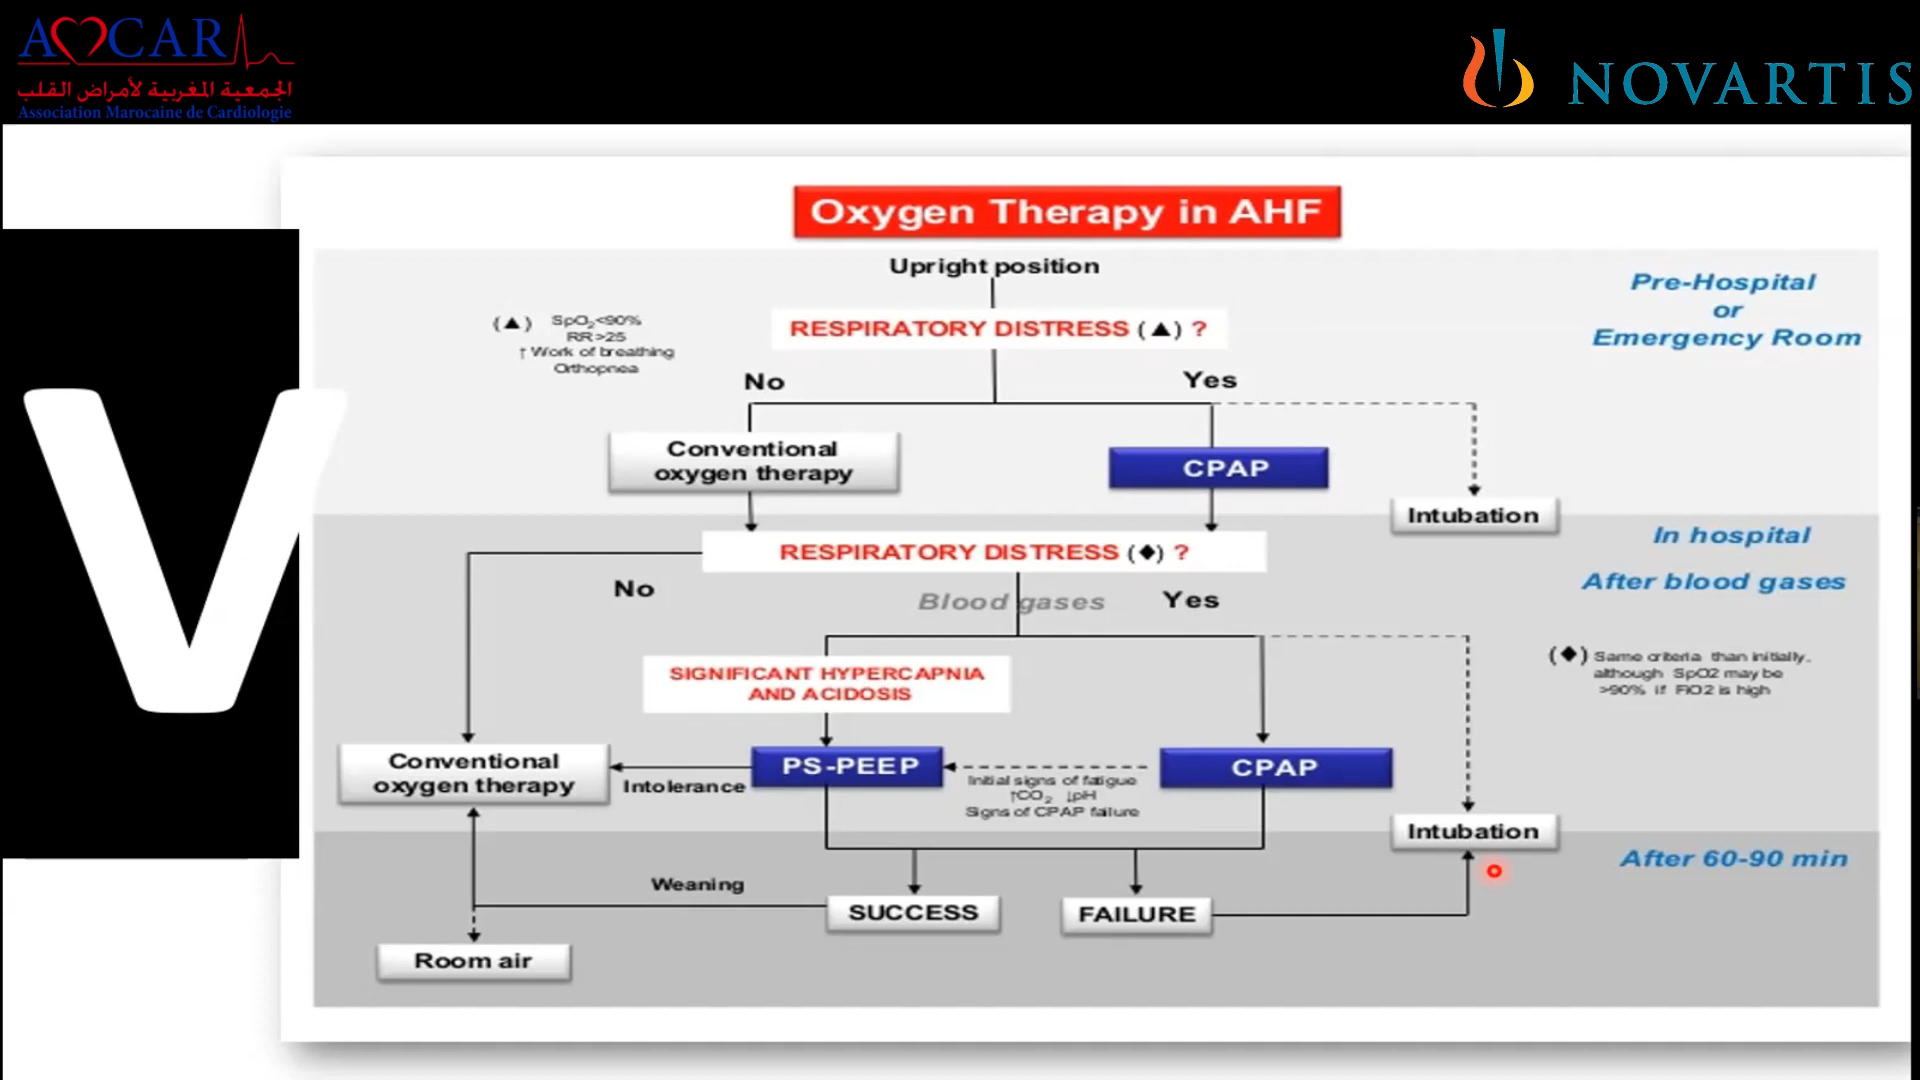 AMCAR
الجمعية المغربية لأمراض القلب
Association Marocaine de Cardiologie
NOVARTIS
V
Oxygen Therapy in AHF
Upright position
Pre-Hospital
or
Emergency Room
(▲) SpO₂<90%
RR>25
↑ Work of breathing
Orthopnea
RESPIRATORY DISTRESS (▲) ?
No
Yes
Conventional
oxygen therapy
CPAP
Intubation
In hospital
After blood gases
RESPIRATORY DISTRESS (◆) ?
No
Blood gases
Yes
(◆) Same criteria than initially,
although SpO2 may be
>90% if FiO2 is high
SIGNIFICANT HYPERCAPNIA
AND ACIDOSIS
Conventional
oxygen therapy
Intolerance
PS-PEEP
Initial signs of fatigue
↑CO₂ ↓pH
Signs of CPAP failure
CPAP
Intubation
After 60-90 min
Weaning
SUCCESS
FAILURE
Room air